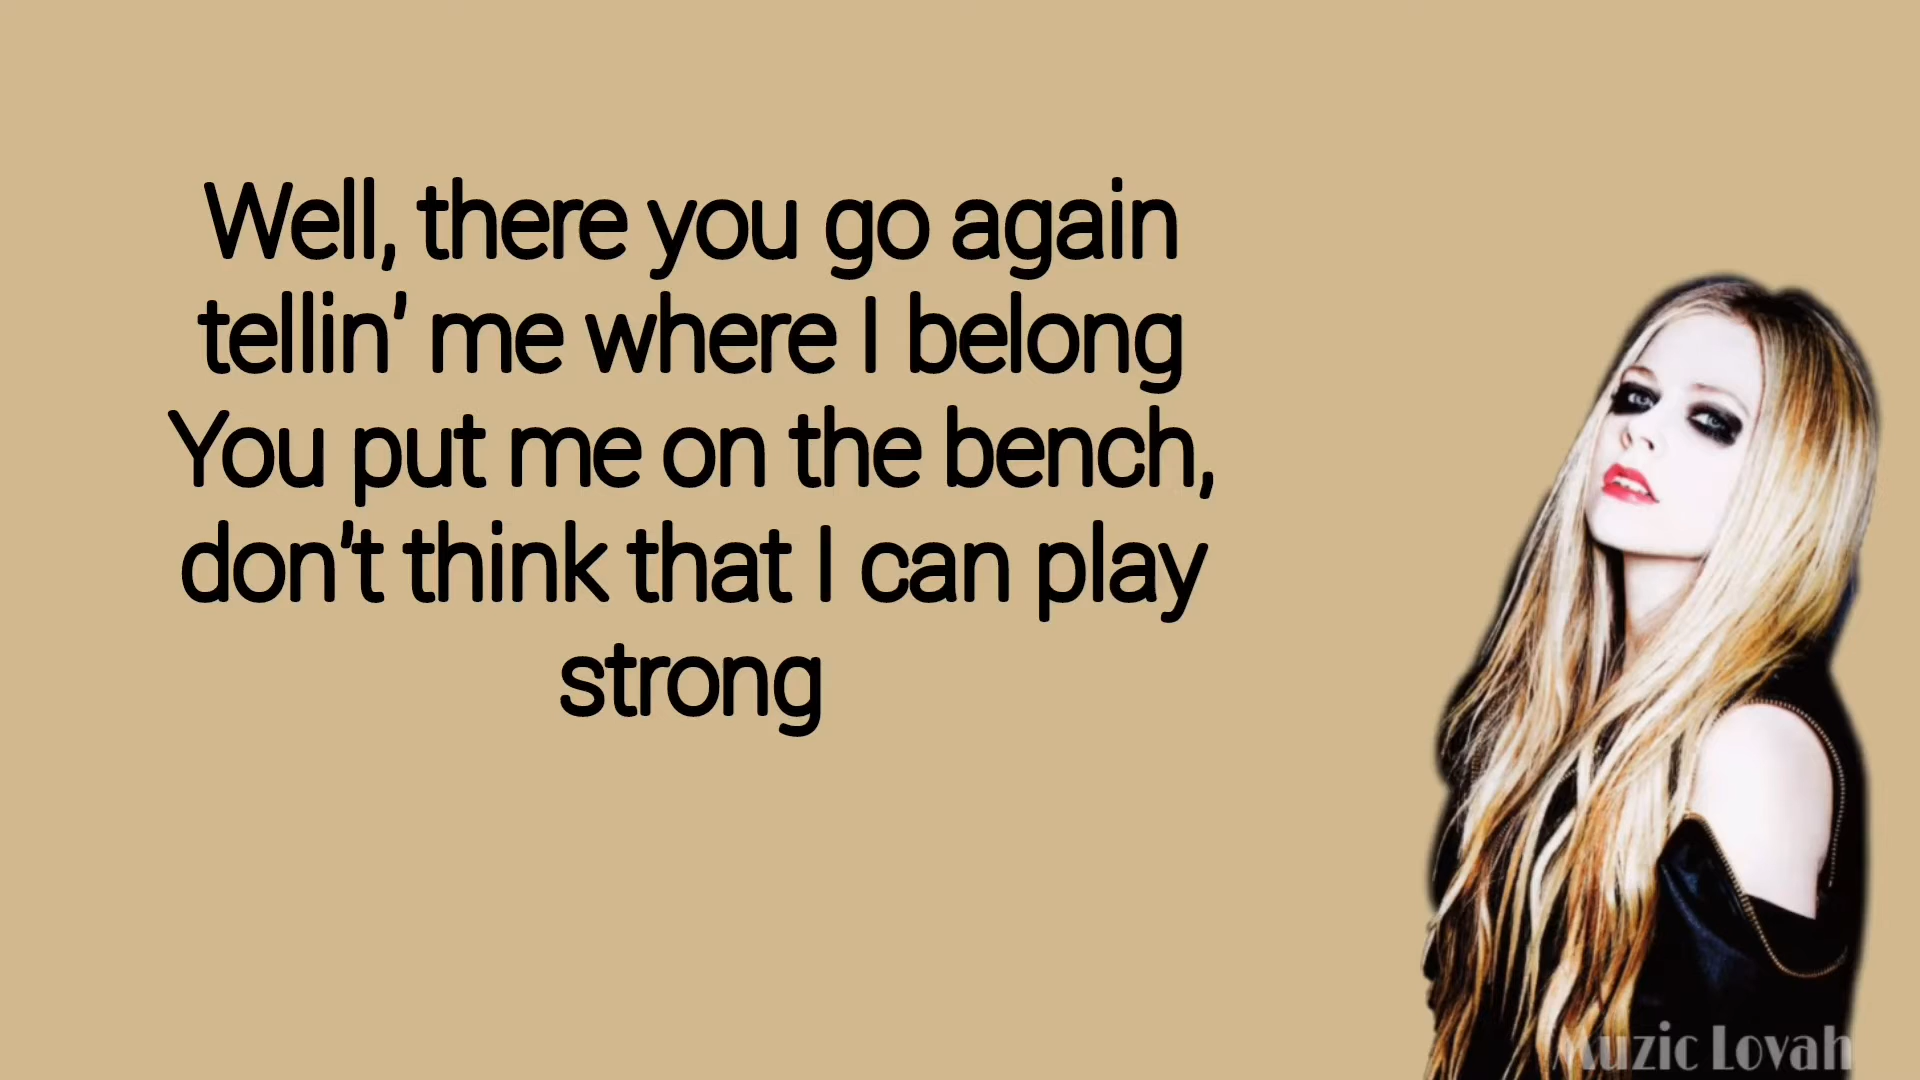 Well, there you go again
tellin' me where I belong
You put me on the bench,
don't think that I can play
strong
Muzic Lovah